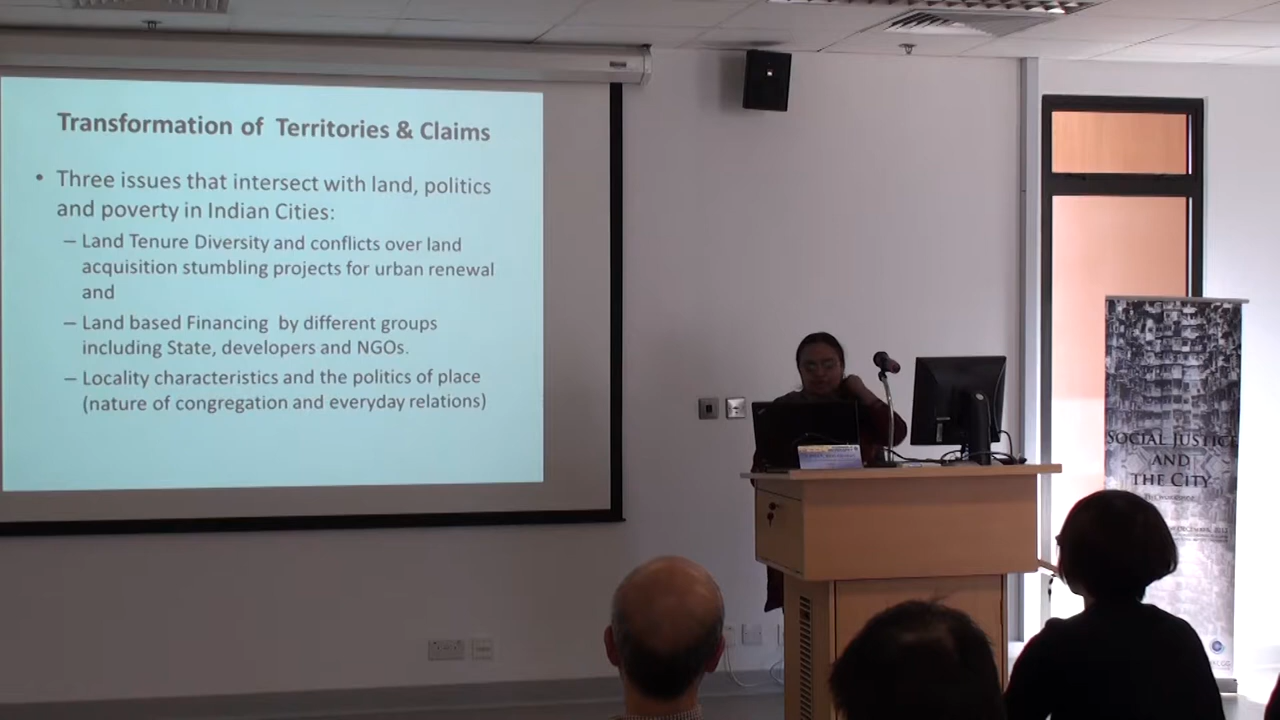 Transformation of Territories & Claims
• Three issues that intersect with land, politics
and poverty in Indian Cities:
– Land Tenure Diversity and conflicts over land
acquisition stumbling projects for urban renewal
and
– Land based Financing by different groups
including State, developers and NGOs.
– Locality characteristics and the politics of place
(nature of congregation and everyday relations)
SOCIAL JUSTICE
AND
THE CITY